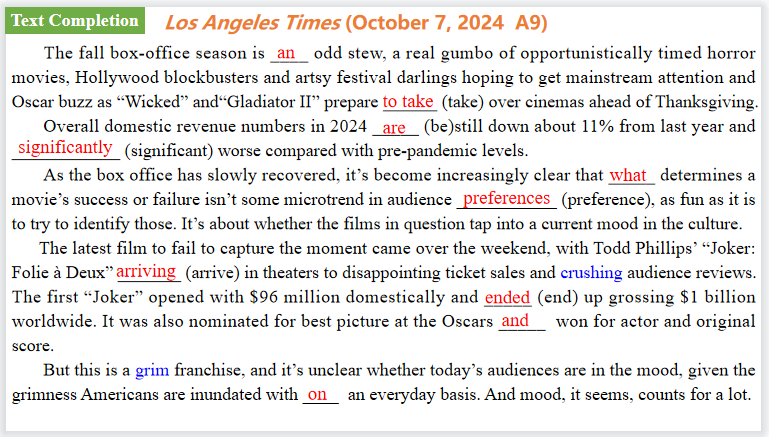 Text Completion Los Angeles Times (October 7, 2024 A9)
The fall box-office season is an odd stew, a real gumbo of opportunistically timed horror
movies, Hollywood blockbusters and artsy festival darlings hoping to get mainstream attention and
Oscar buzz as “Wicked” and“Gladiator II” prepare to take (take) over cinemas ahead of Thanksgiving.
Overall domestic revenue numbers in 2024 are (be)still down about 11% from last year and
significantly (significant) worse compared with pre-pandemic levels.
As the box office has slowly recovered, it’s become increasingly clear that what determines a
movie’s success or failure isn’t some microtrend in audience preferences (preference), as fun as it is
to try to identify those. It’s about whether the films in question tap into a current mood in the culture.
The latest film to fail to capture the moment came over the weekend, with Todd Phillips’ “Joker:
Folie à Deux” arriving (arrive) in theaters to disappointing ticket sales and crushing audience reviews.
The first “Joker” opened with $96 million domestically and ended (end) up grossing $1 billion
worldwide. It was also nominated for best picture at the Oscars and won for actor and original
score.
But this is a grim franchise, and it’s unclear whether today’s audiences are in the mood, given the
grimness Americans are inundated with on an everyday basis. And mood, it seems, counts for a lot.